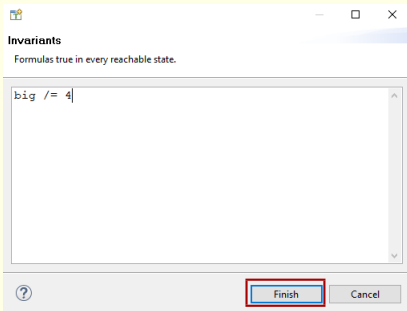 Invariants
Formulas true in every reachable state.
big /= 4
Finish
Cancel